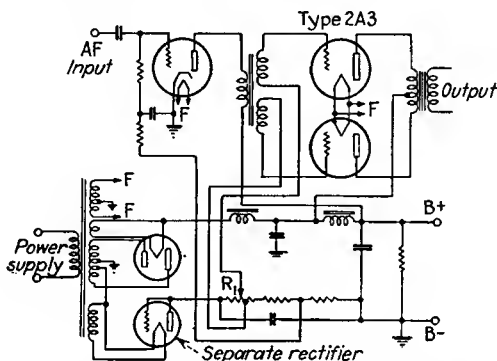 Type 2A3
AF
Input
F
F
Output
F
F
B+
Power
supply
R1
B-
Separate rectifier